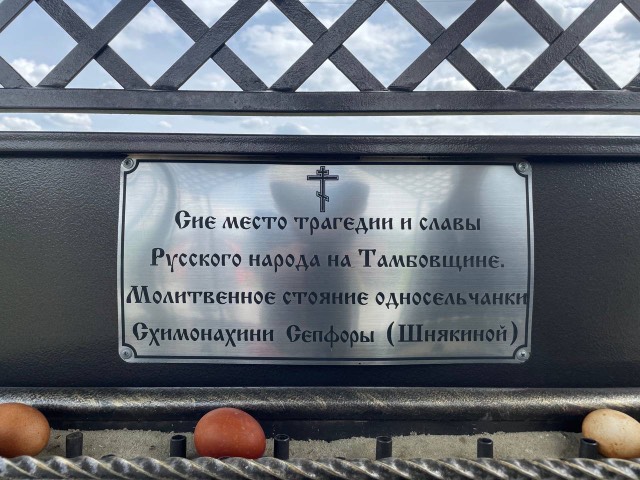 Сие место трагедии и славы
Русского народа на Тамбовщине.
Молитвенное стояние односельчанки
Схимонахини Сепфоры (Шнякиной)